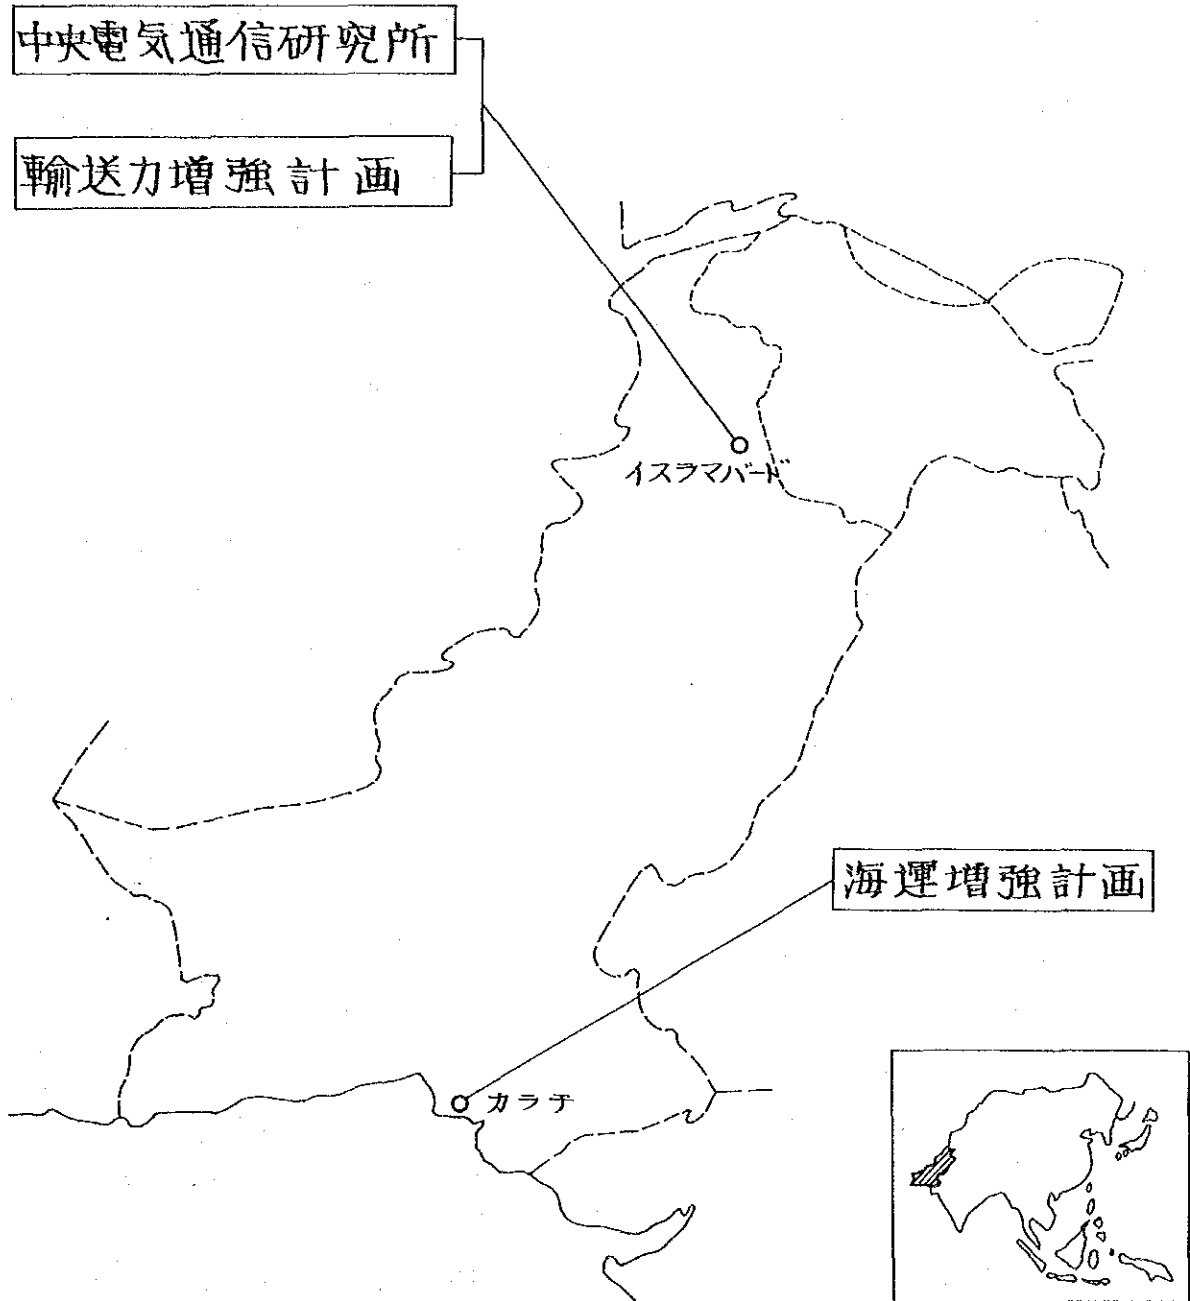 中央電気通信研究所
輸送力増強計画
イスラマバード
海運増強計画
カラチ